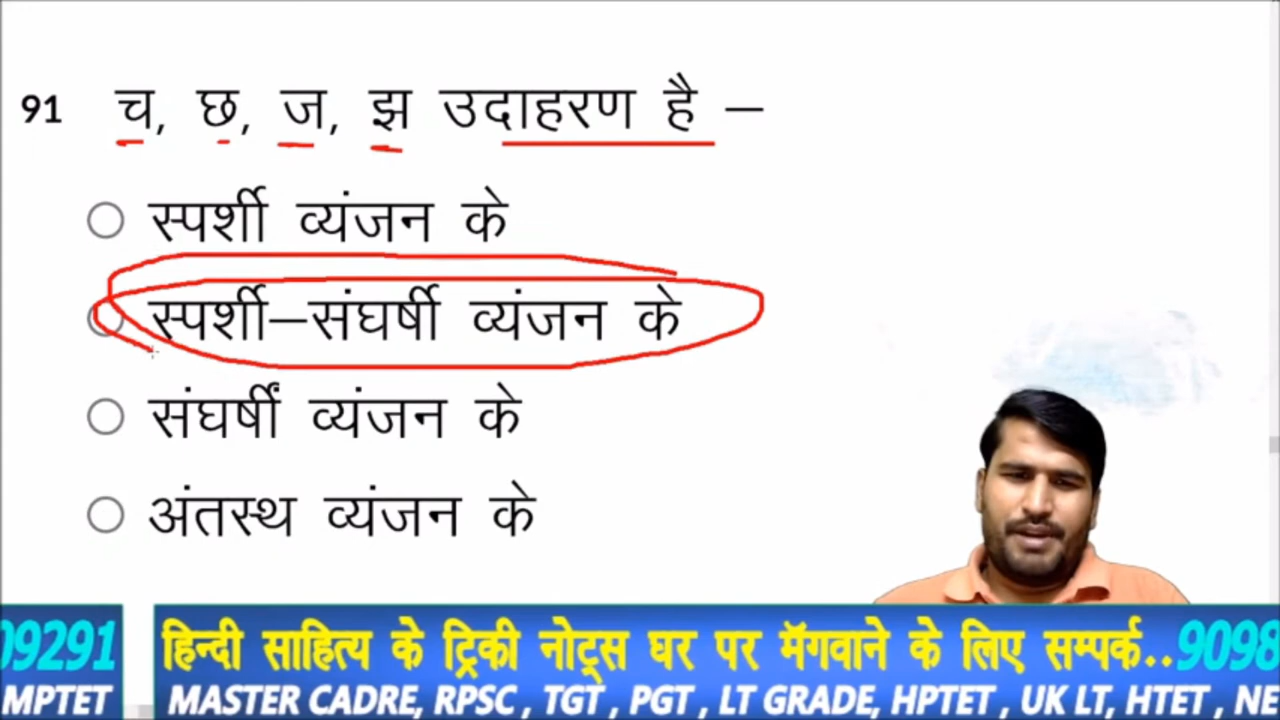 91 च, छ, ज, झ उदाहरण है –
स्पर्शी व्यंजन के
स्पर्शी–संघर्षी व्यंजन के
संघर्षीं व्यंजन के
अंतस्थ व्यंजन के
09291 हिन्दी साहित्य के ट्रिकी नोट्स घर पर मॅगवाने के लिए सम्पर्क..9098
MPTET MASTER CADRE, RPSC , TGT , PGT , LT GRADE, HPTET , UK LT, HTET , NE